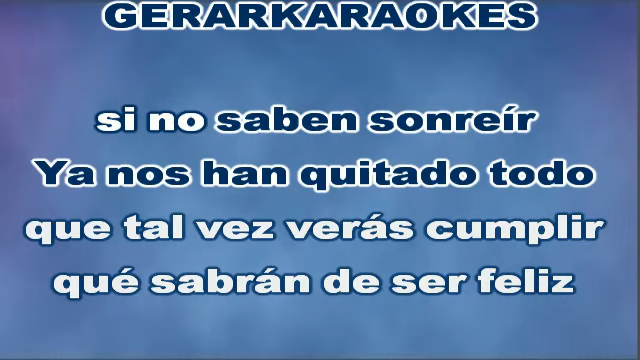 GERARKARAOKES
si no saben sonreír
Ya nos han quitado todo
que tal vez verás cumplir
qué sabrán de ser feliz